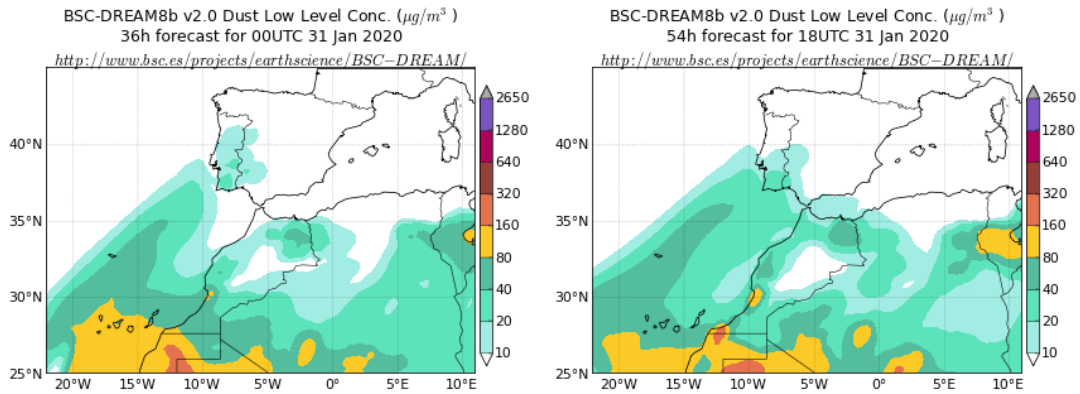 BSC-DREAM8b v2.0 Dust Low Level Conc. (μg/m³ )
36h forecast for 00UTC 31 Jan 2020
http://www.bsc.es/projects/earthscience/BSC−DREAM/
40°N
35°N
30°N
25°N
20°W 15°W 10°W 5°W 0° 5°E 10°E
2650
1280
640
320
160
80
40
20
10
BSC-DREAM8b v2.0 Dust Low Level Conc. (μg/m³ )
54h forecast for 18UTC 31 Jan 2020
http://www.bsc.es/projects/earthscience/BSC−DREAM/
40°N
35°N
30°N
25°N
20°W 15°W 10°W 5°W 0° 5°E 10°E
2650
1280
640
320
160
80
40
20
10